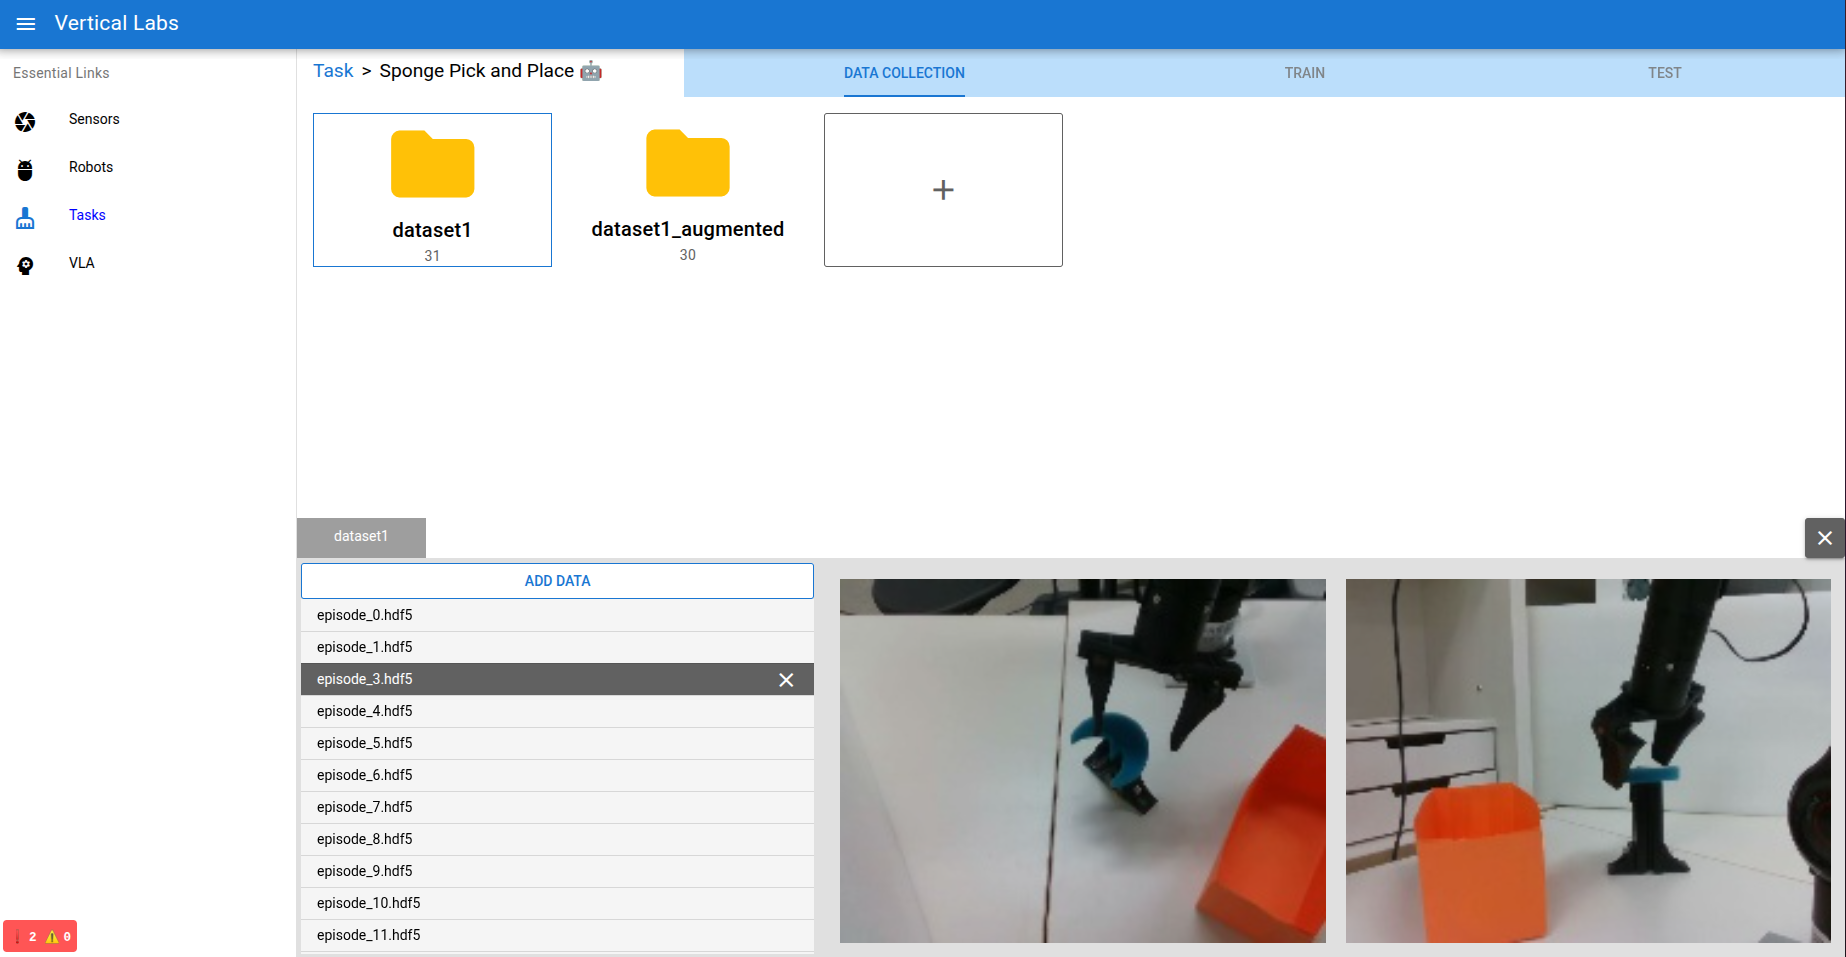 Vertical Labs
Essential Links
Sensors
Robots
Tasks
VLA
Task > Sponge Pick and Place 🤖
DATA COLLECTION
TRAIN
TEST
dataset1
31
dataset1_augmented
30
dataset1
ADD DATA
episode_0.hdf5
episode_1.hdf5
episode_3.hdf5
episode_4.hdf5
episode_5.hdf5
episode_6.hdf5
episode_7.hdf5
episode_8.hdf5
episode_9.hdf5
episode_10.hdf5
episode_11.hdf5
❗ 2 ⚠️ 0